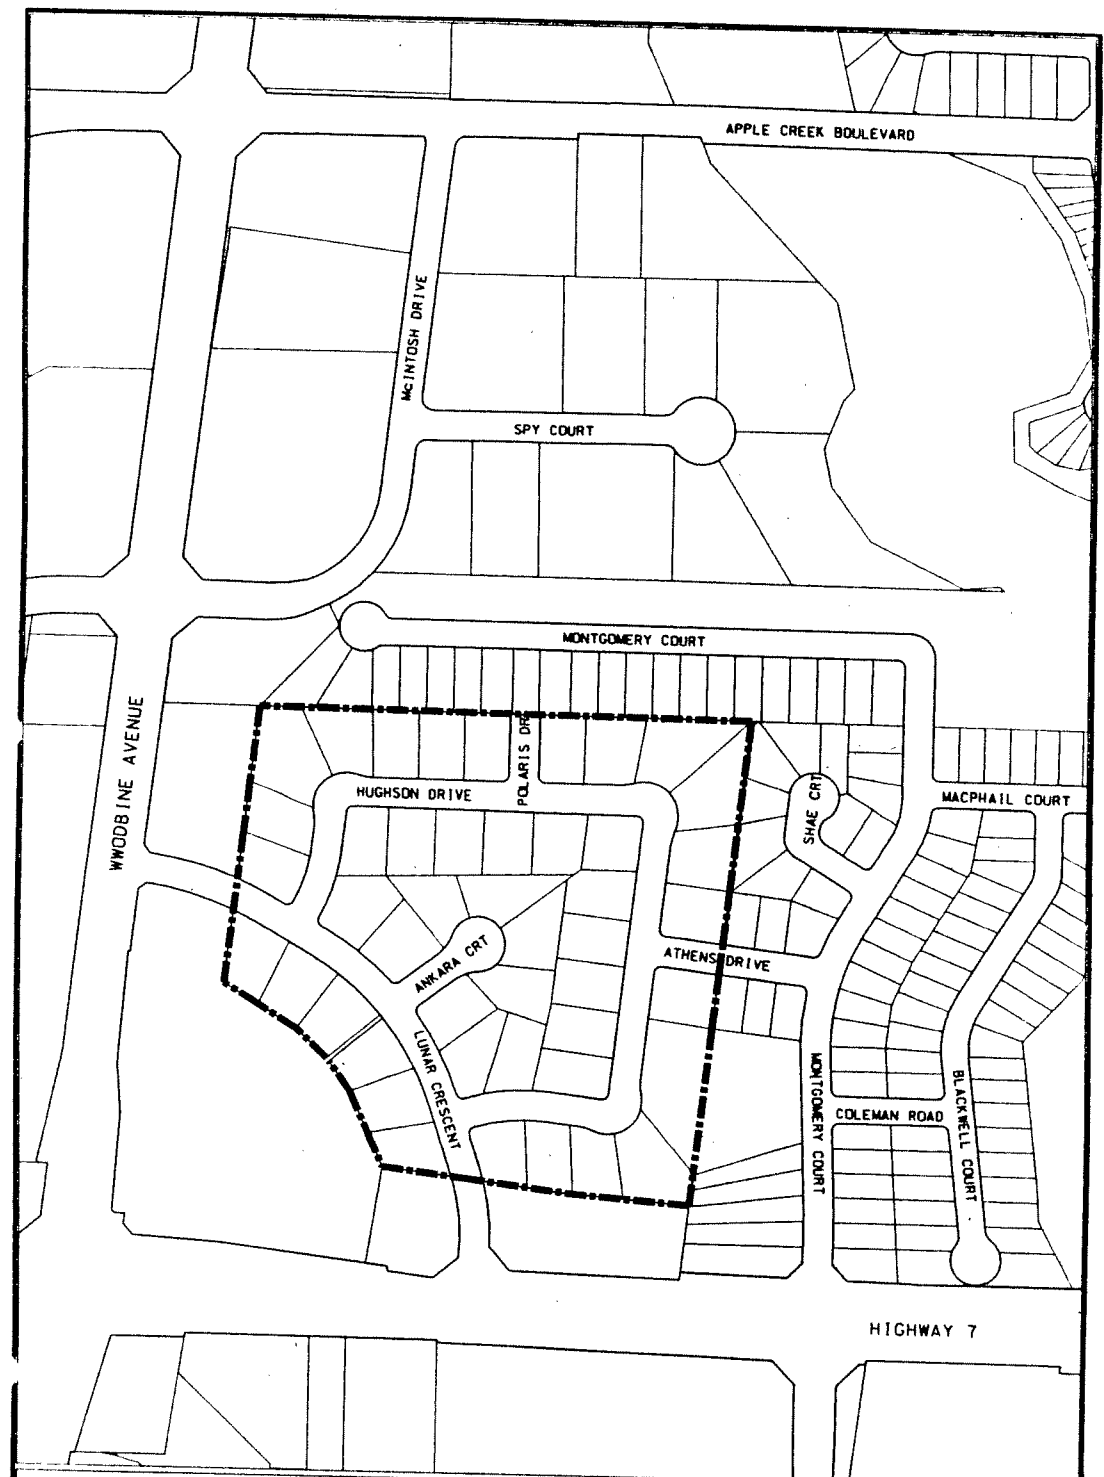 APPLE CREEK BOULEVARD
McINTOSH DRIVE
SPY COURT
MONTGOMERY COURT
WWODBINE AVENUE
POLARIS DR
HUGHSON DRIVE
SHAE CRT
MACPHAIL COURT
ANKARA CRT
ATHENS DRIVE
LUNAR CRESCENT
MONTGOMERY COURT
COLEMAN ROAD
BLACKWELL COURT
HIGHWAY 7